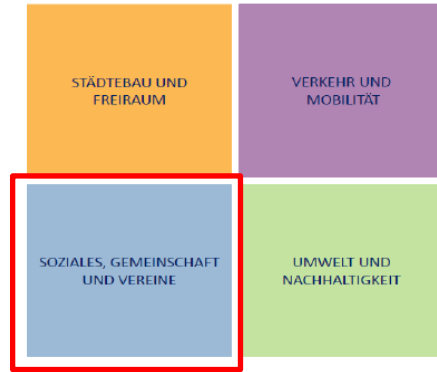 STÄDTEBAU UND
FREIRAUM
VERKEHR UND
MOBILITÄT
SOZIALES, GEMEINSCHAFT
UND VEREINE
UMWELT UND
NACHHALTIGKEIT